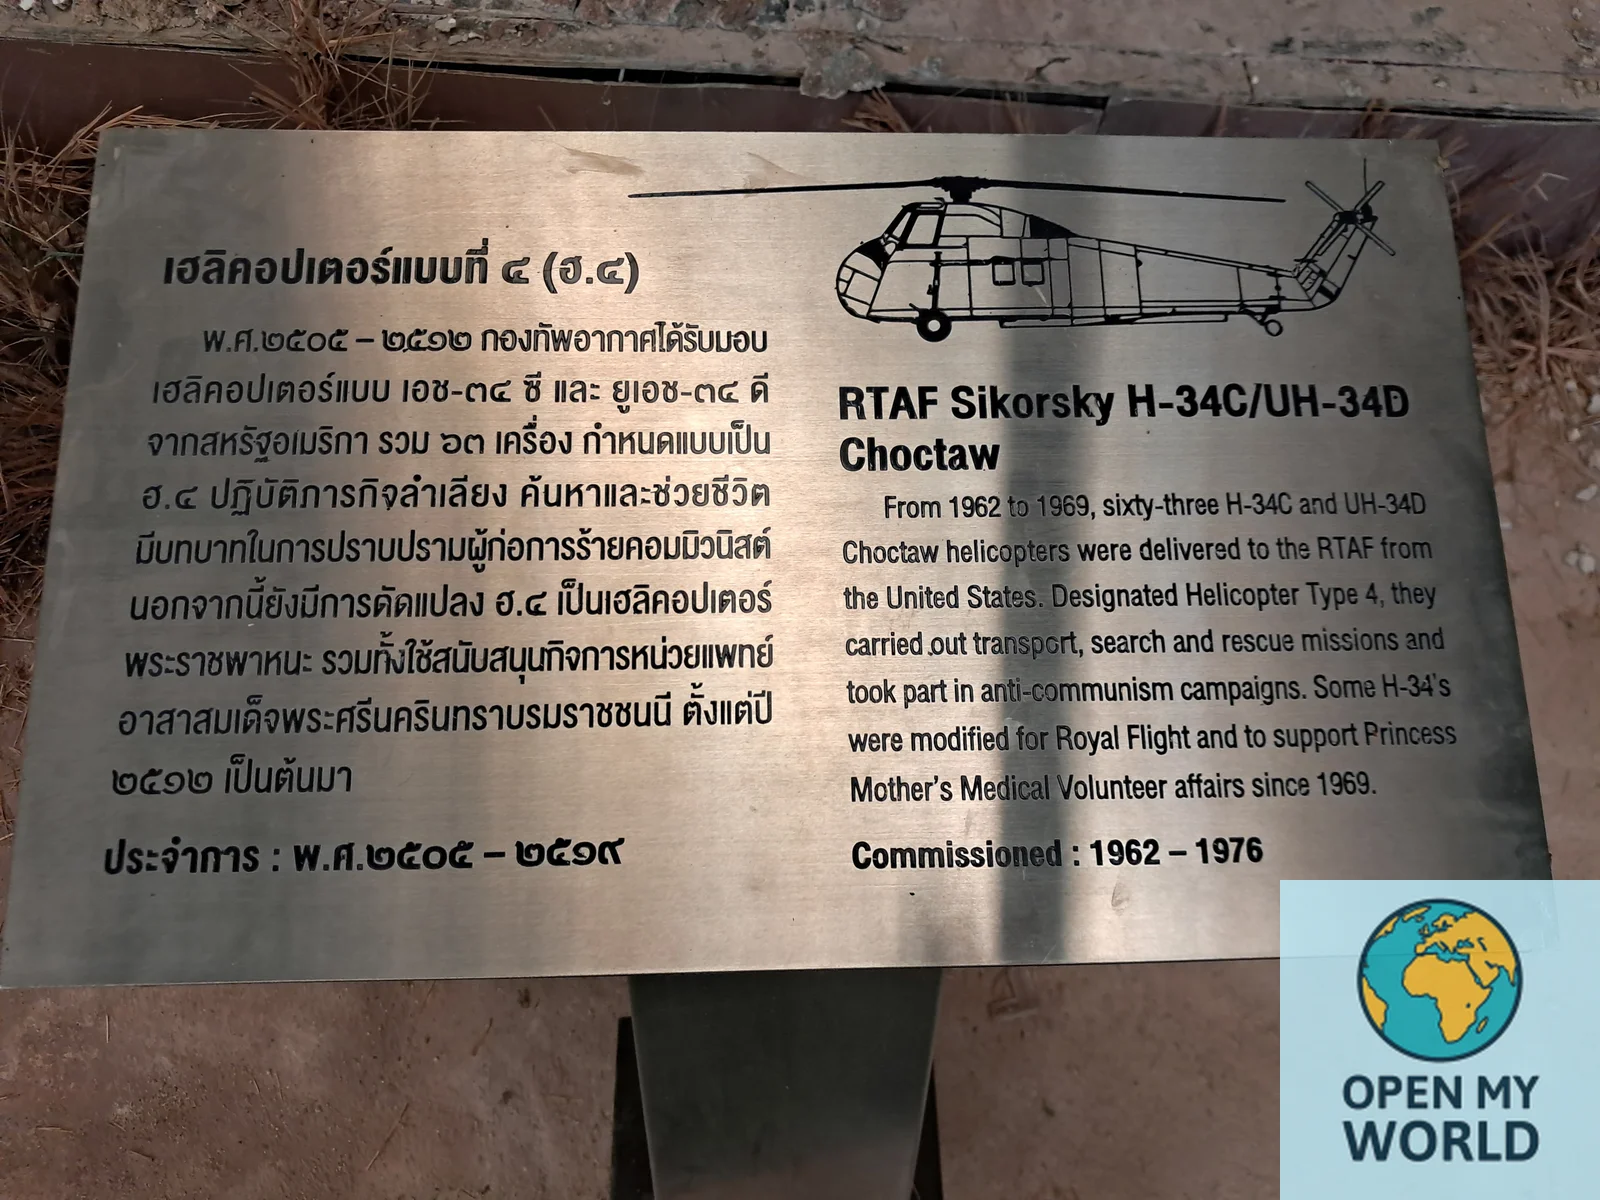 เฮลิคอปเตอร์แบบที่ ๔ (ฮ.๔)
พ.ศ.๒๕๐๕ – ๒๕๑๒ กองทัพอากาศได้รับมอบ
เฮลิคอปเตอร์แบบ เอช-๓๔ ซี และ ยูเอช-๓๔ ดี
จากสหรัฐอเมริกา รวม ๖๓ เครื่อง กำหนดแบบเป็น
ฮ.๔ ปฏิบัติภารกิจลำเลียง ค้นหาและช่วยชีวิต
มีบทบาทในการปราบปรามผู้ก่อการร้ายคอมมิวนิสต์
นอกจากนี้ยังมีการดัดแปลง ฮ.๔ เป็นเฮลิคอปเตอร์
พระราชพาหนะ รวมทั้งใช้สนับสนุนกิจการหน่วยแพทย์
อาสาสมเด็จพระศรีนครินทราบรมราชชนนี ตั้งแต่ปี
๒๕๑๒ เป็นต้นมา
ประจำการ : พ.ศ.๒๕๐๕ – ๒๕๑๙
RTAF Sikorsky H-34C/UH-34D
Choctaw
From 1962 to 1969, sixty-three H-34C and UH-34D
Choctaw helicopters were delivered to the RTAF from
the United States. Designated Helicopter Type 4, they
carried out transport, search and rescue missions and
took part in anti-communism campaigns. Some H-34's
were modified for Royal Flight and to support Princess
Mother's Medical Volunteer affairs since 1969.
Commissioned : 1962 – 1976
OPEN MY
WORLD